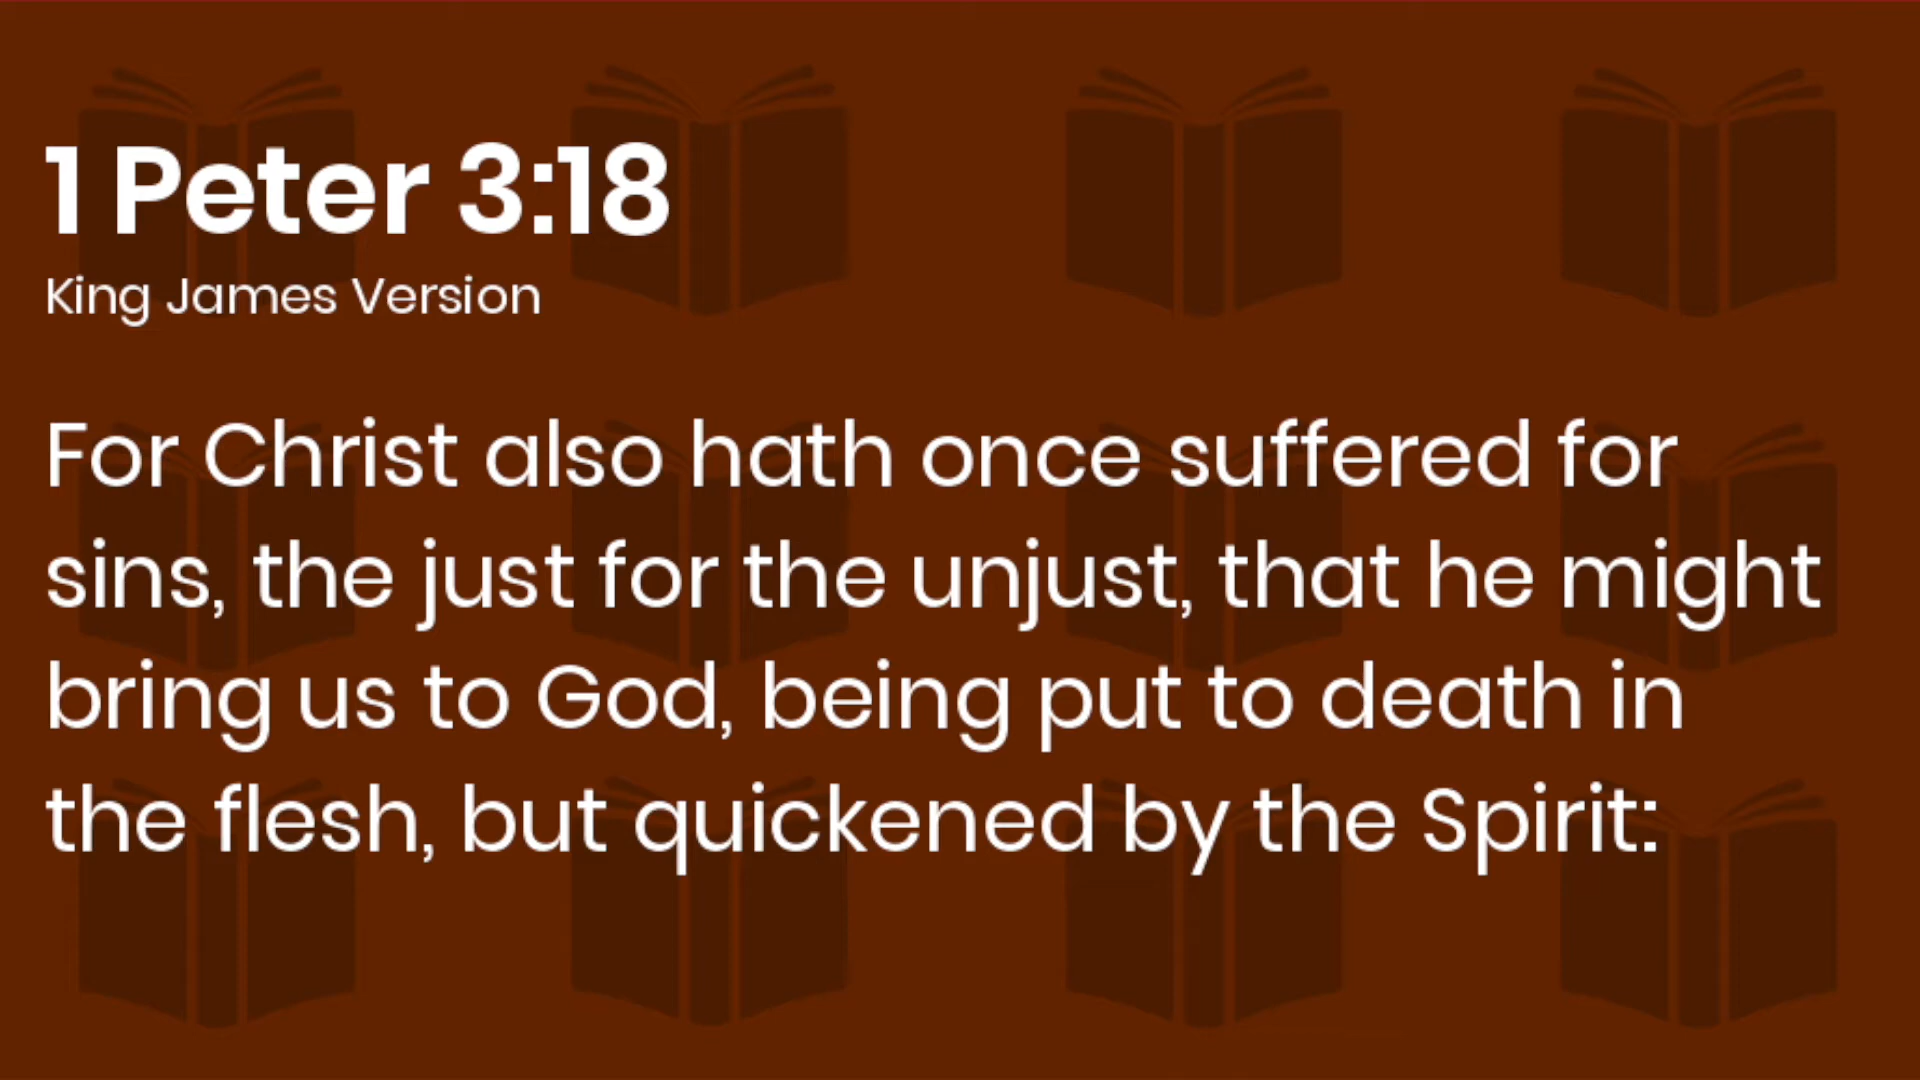 1 Peter 3:18
King James Version
For Christ also hath once suffered for
sins, the just for the unjust, that he might
bring us to God, being put to death in
the flesh, but quickened by the Spirit: